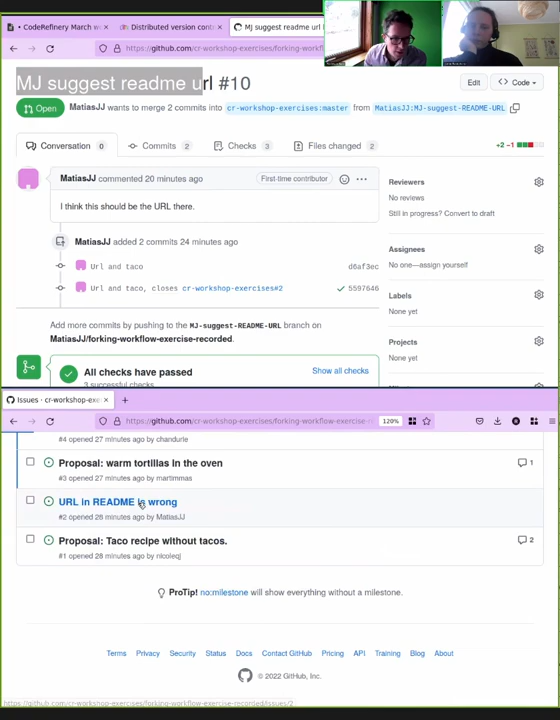 • CodeRefinery March w
Distributed version cont
MJ suggest readme url
https://github.com/cr-workshop-exercises/forking-wo
MJ suggest readme url #10
Edit
Code
Open
MatiasJJ wants to merge 2 commits into cr-workshop-exercises:master from MatiasJJ:MJ-suggest-README-URL
Conversation 0
Commits 2
Checks 3
Files changed 2
+2 −1
MatiasJJ commented 20 minutes ago
First-time contributor
I think this should be the URL there.
MatiasJJ added 2 commits 24 minutes ago
Url and taco
d6af3ec
Url and taco, closes cr-workshop-exercises#2
5597646
Add more commits by pushing to the MJ-suggest-README-URL branch on
MatiasJJ/forking-workflow-exercise-recorded.
All checks have passed
Show all checks
3 successful checks
Reviewers
No reviews
Still in progress? Convert to draft
Assignees
No one—assign yourself
Labels
None yet
Projects
None yet
Issues · cr-workshop-exe
https://github.com/cr-workshop-exercises/forking-workflow-exercise-re
120%
#4 opened 27 minutes ago by chandurie
Proposal: warm tortillas in the oven
1
#3 opened 27 minutes ago by martimmas
URL in README is wrong
#2 opened 28 minutes ago by MatiasJJ
Proposal: Taco recipe without tacos.
2
#1 opened 28 minutes ago by nicoleqj
ProTip! no:milestone will show everything without a milestone.
Terms Privacy Security Status Docs Contact GitHub Pricing API Training Blog About
© 2022 GitHub, Inc.
https://github.com/cr-workshop-exercises/forking-workflow-exercise-recorded/issues/2